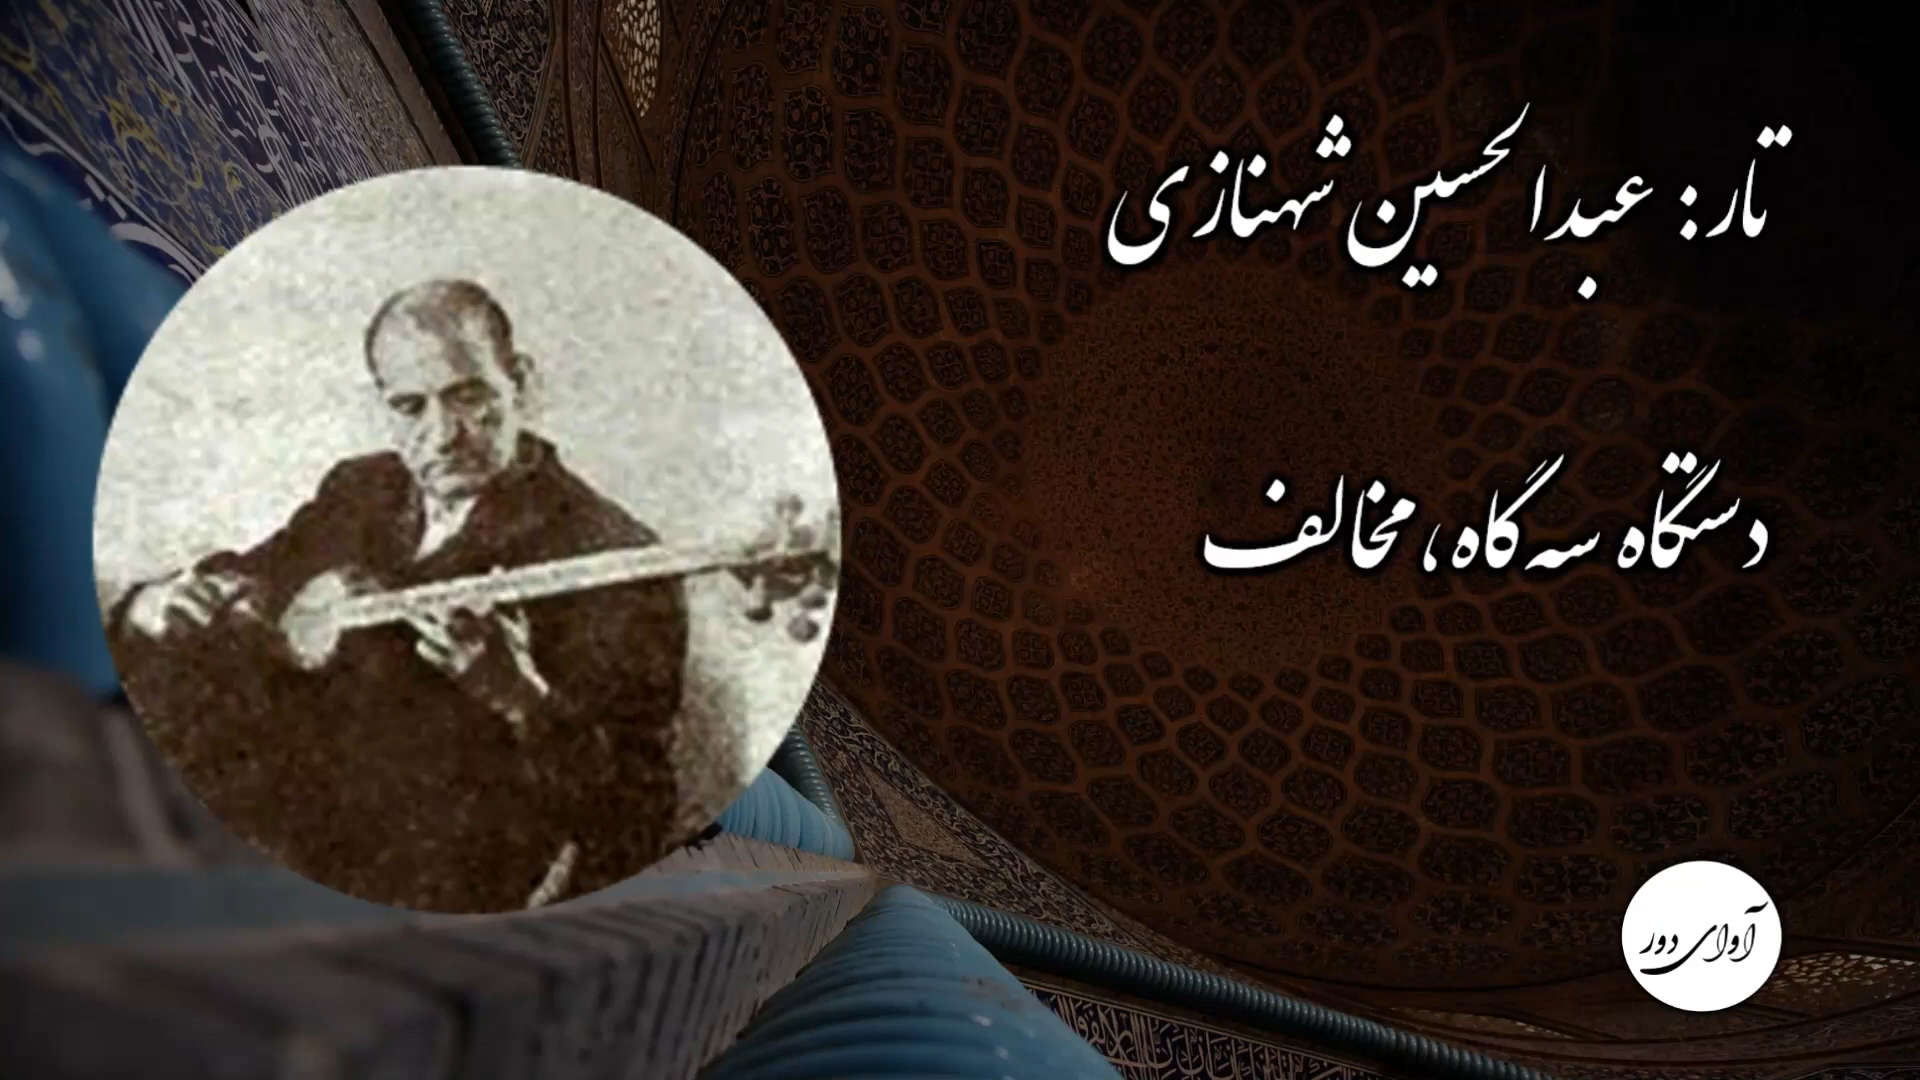 تار: عبدالحسین شهنازی
دستگاه سه‌گاه، مخالف
آوای دور